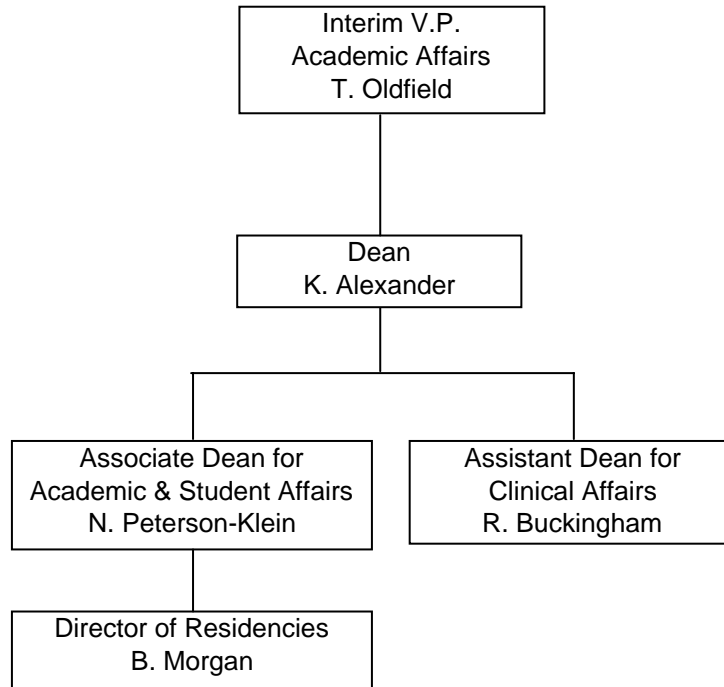 Interim V.P.
Academic Affairs
T. Oldfield
Dean
K. Alexander
Associate Dean for
Academic & Student Affairs
N. Peterson-Klein
Assistant Dean for
Clinical Affairs
R. Buckingham
Director of Residencies
B. Morgan